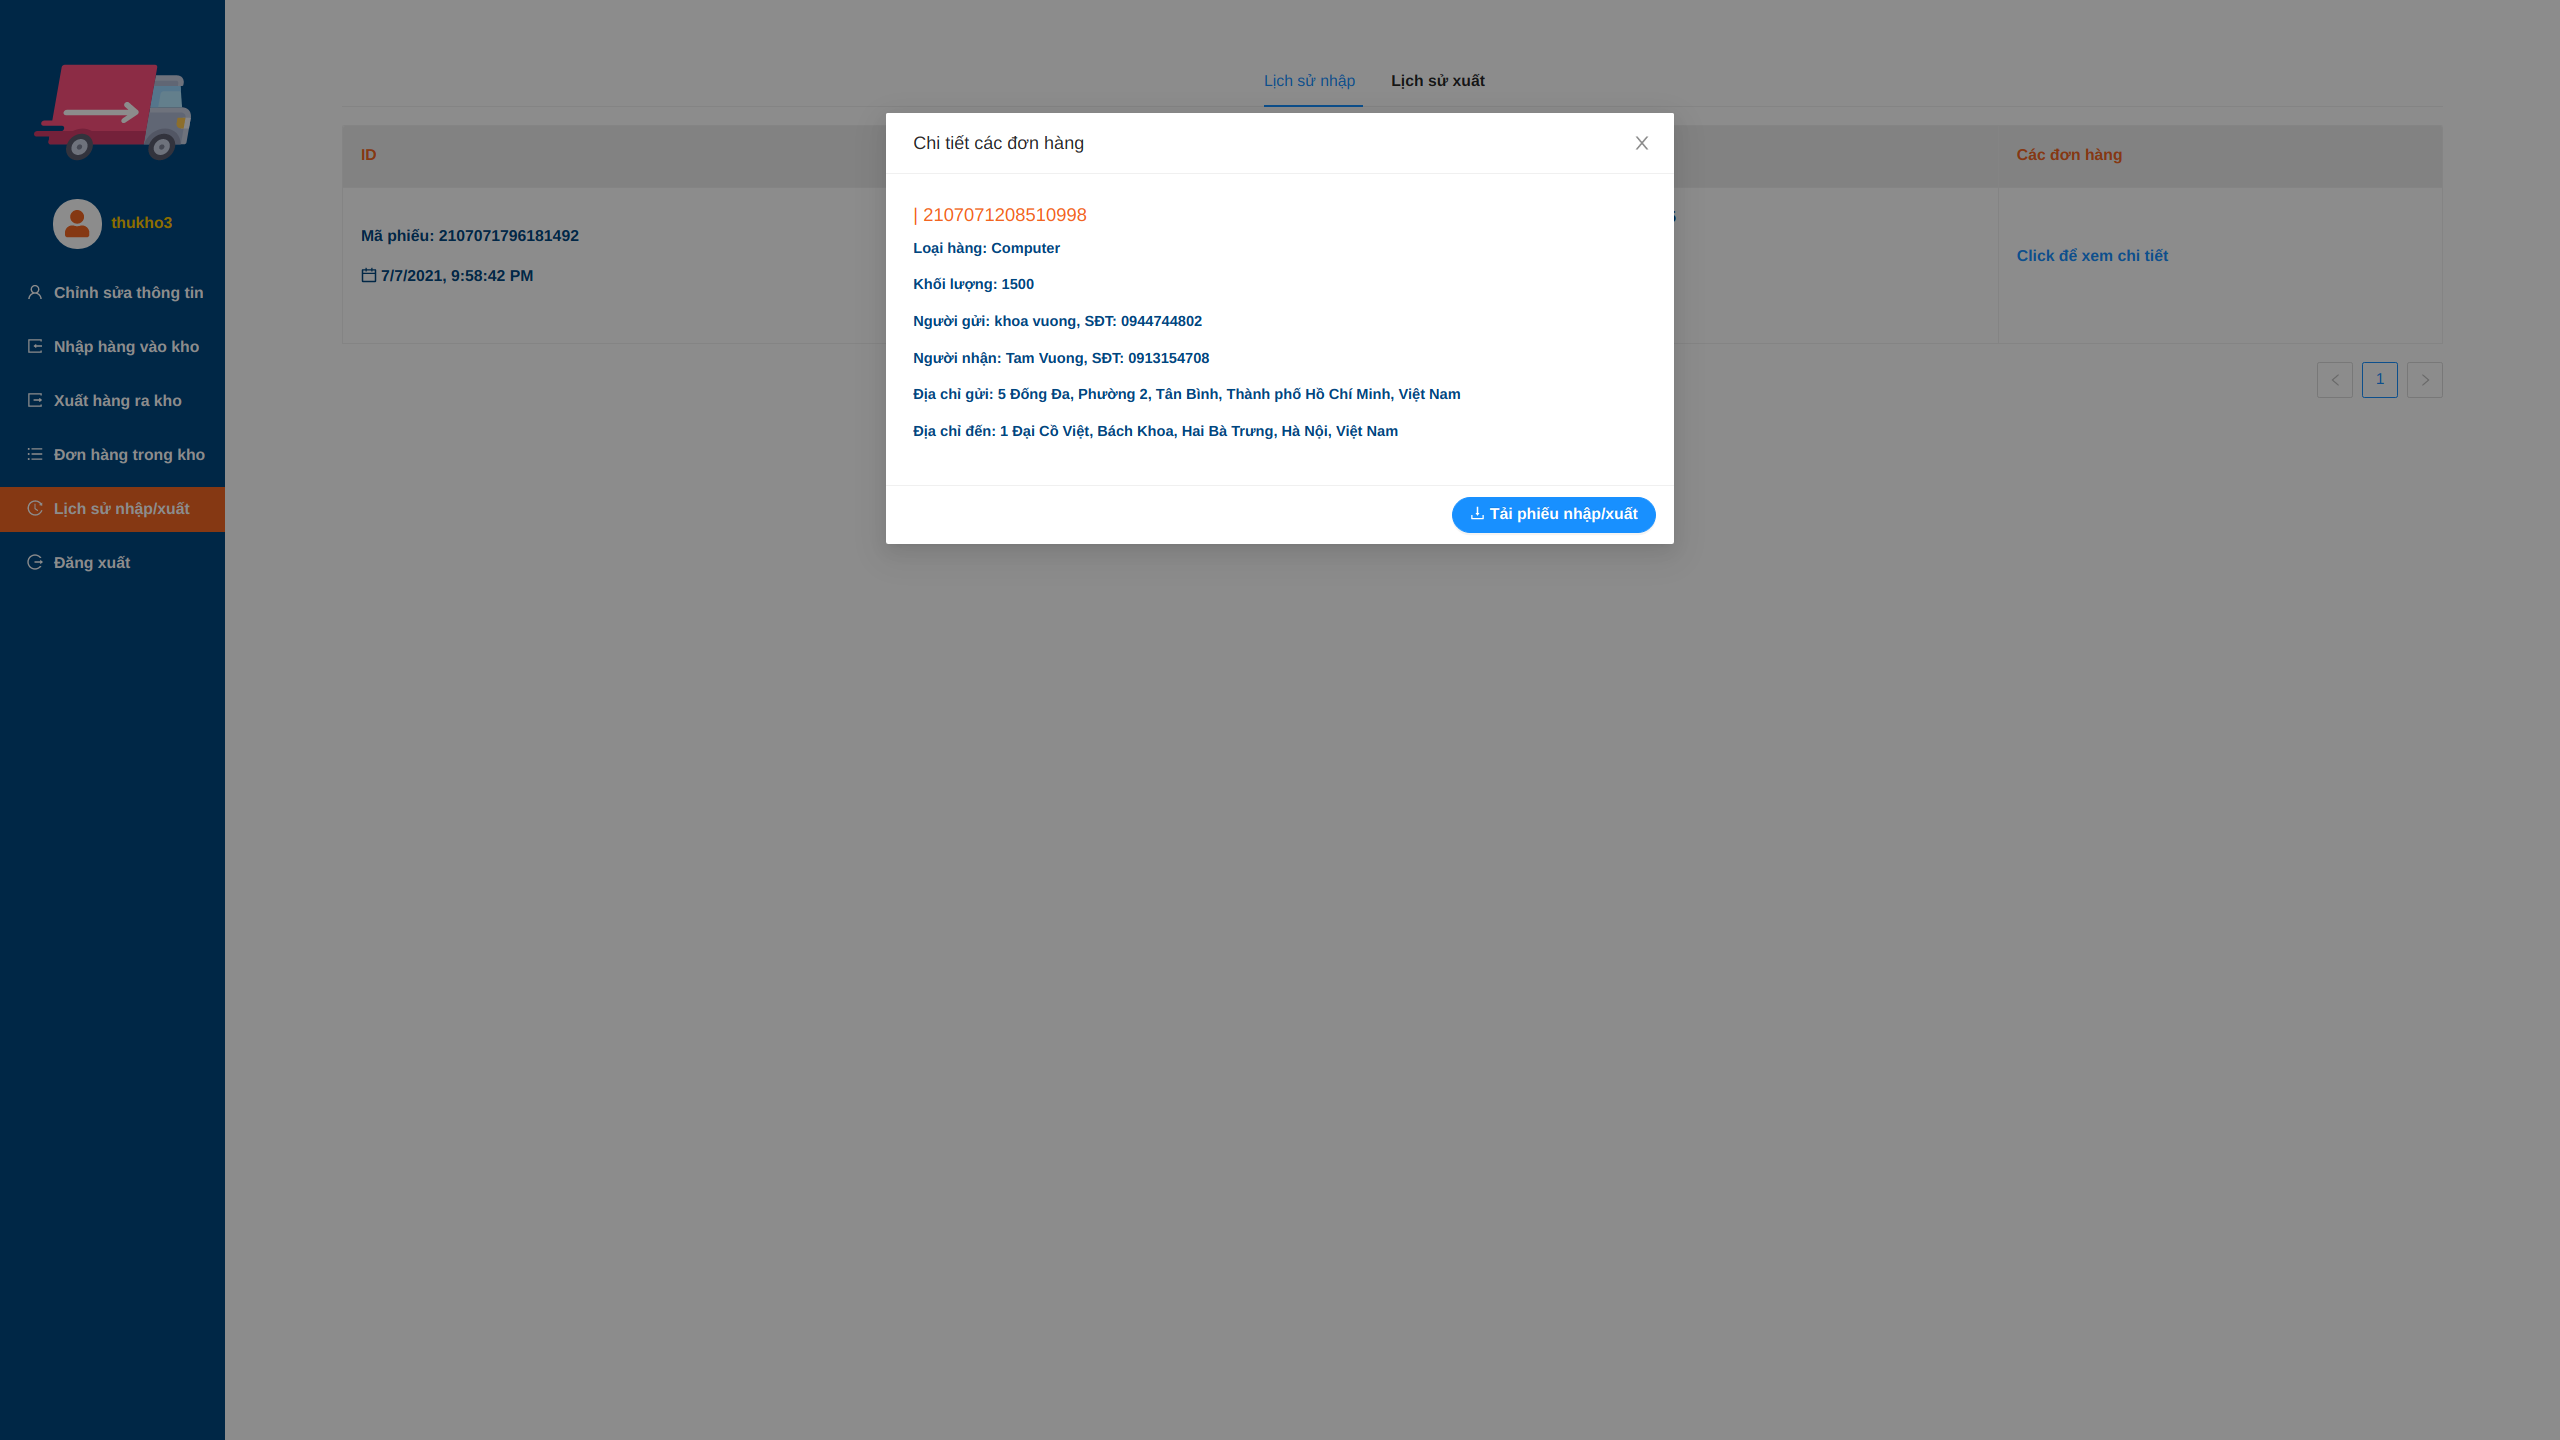 thukho3
Chỉnh sửa thông tin
Nhập hàng vào kho
Xuất hàng ra kho
Đơn hàng trong kho
Lịch sử nhập/xuất
Đăng xuất
Lịch sử nhập
Lịch sử xuất
ID
Các đơn hàng
Mã phiếu: 2107071796181492
7/7/2021, 9:58:42 PM
Click để xem chi tiết
1
Chi tiết các đơn hàng
| 2107071208510998
Loại hàng: Computer
Khối lượng: 1500
Người gửi: khoa vuong, SĐT: 0944744802
Người nhận: Tam Vuong, SĐT: 0913154708
Địa chỉ gửi: 5 Đống Đa, Phường 2, Tân Bình, Thành phố Hồ Chí Minh, Việt Nam
Địa chỉ đến: 1 Đại Cồ Việt, Bách Khoa, Hai Bà Trưng, Hà Nội, Việt Nam
Tải phiếu nhập/xuất